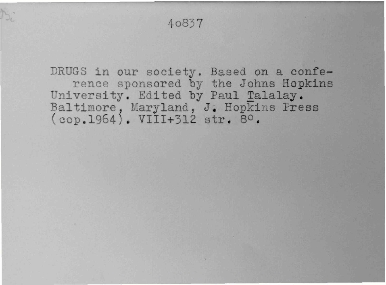 40837
DRUGS in our society. Based on a confe-
rence sponsored by the Johns Hopkins
University. Edited by Paul Talalay.
Baltimore, Maryland, J. Hopkins Press
(cop.1964). VIII+312 str. 8°.